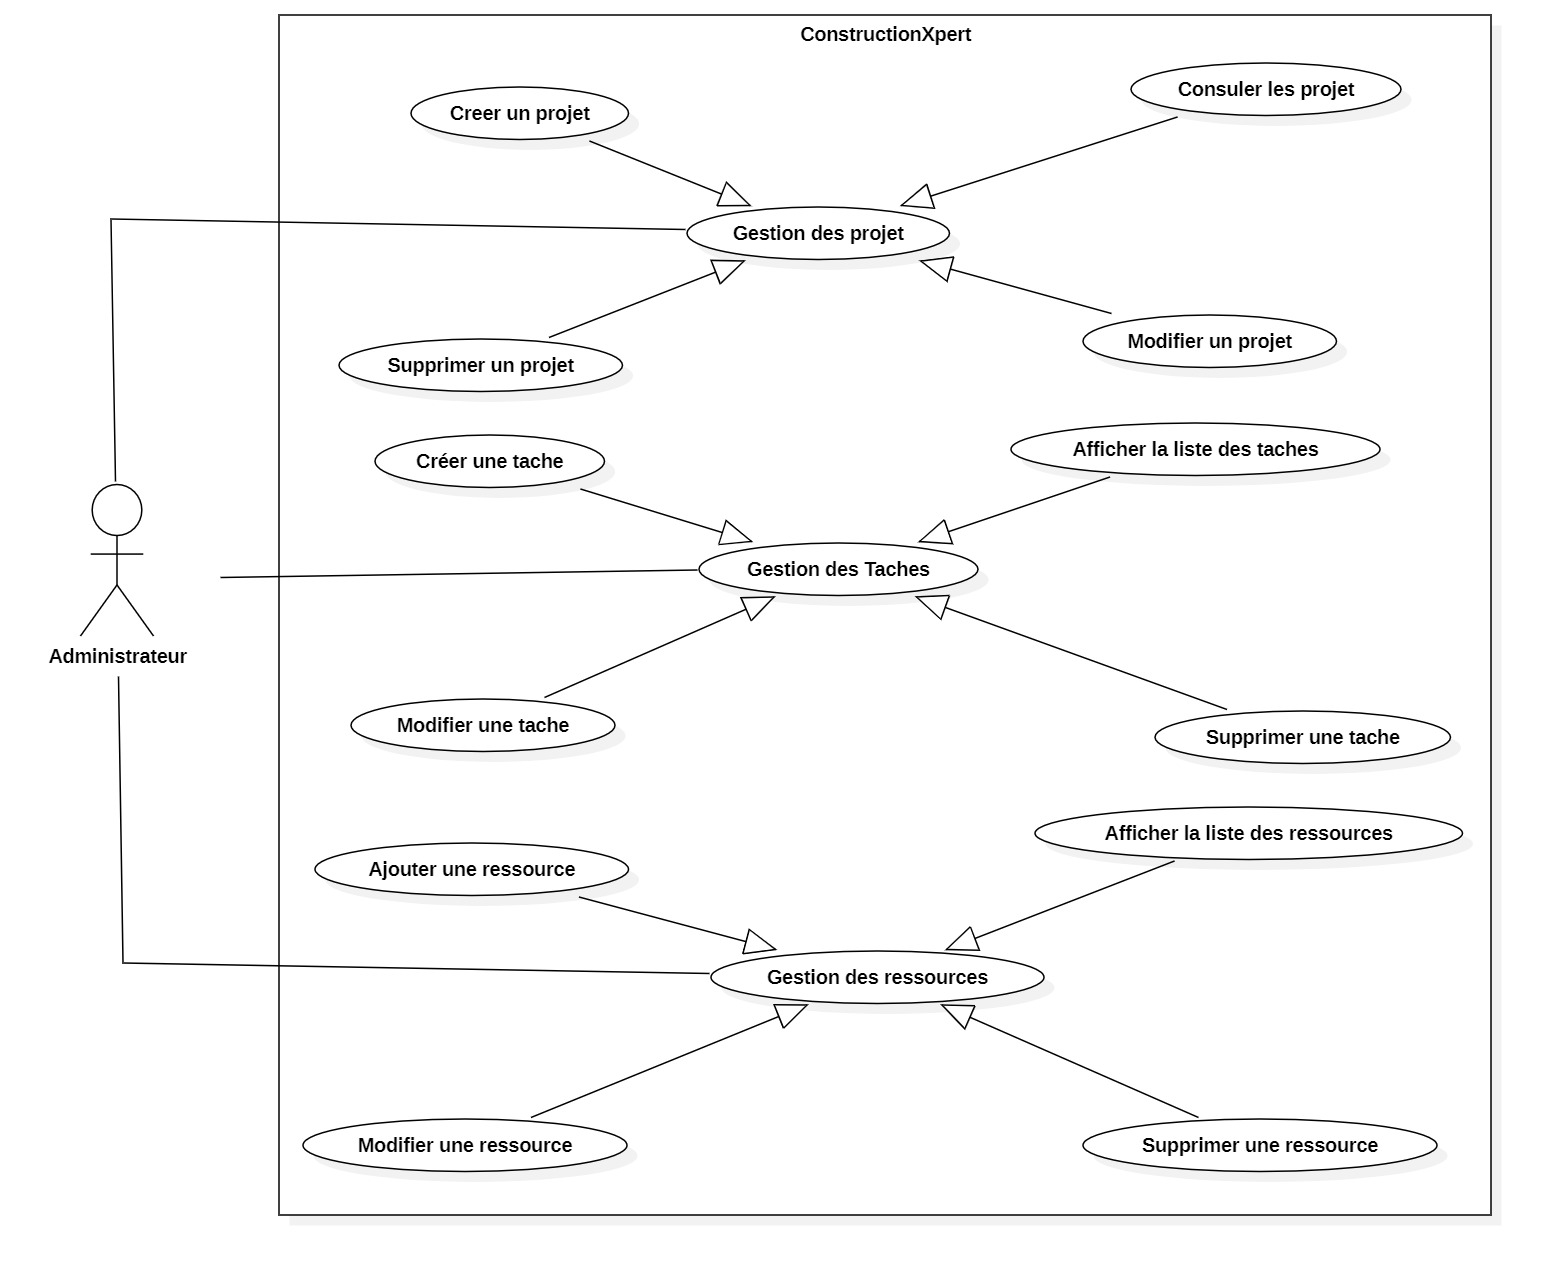 ConstructionXpert
Creer un projet
Consuler les projet
Gestion des projet
Supprimer un projet
Modifier un projet
Créer une tache
Afficher la liste des taches
Gestion des Taches
Administrateur
Modifier une tache
Supprimer une tache
Ajouter une ressource
Afficher la liste des ressources
Gestion des ressources
Modifier une ressource
Supprimer une ressource